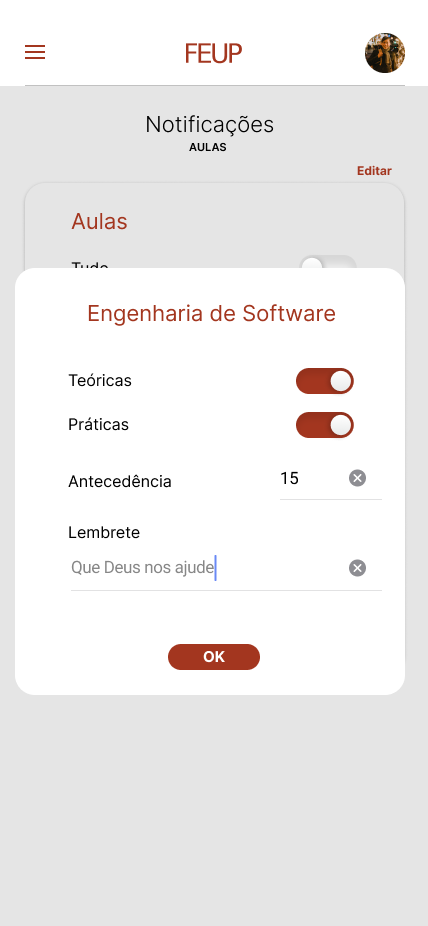 FEUP
Notificações
AULAS
Editar
Aulas
Tudo
Engenharia de Software
Teóricas
Práticas
Antecedência 15
Lembrete
Que Deus nos ajude
OK